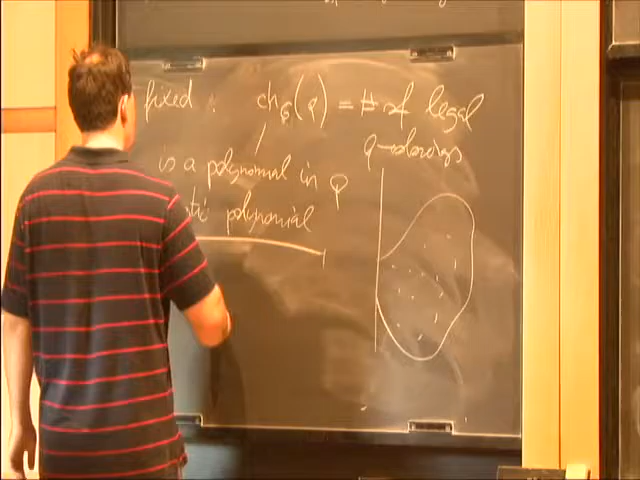 fixed : ch_G(q) = # of legal
q-colorings
is a polynomial in q
tic polynomial